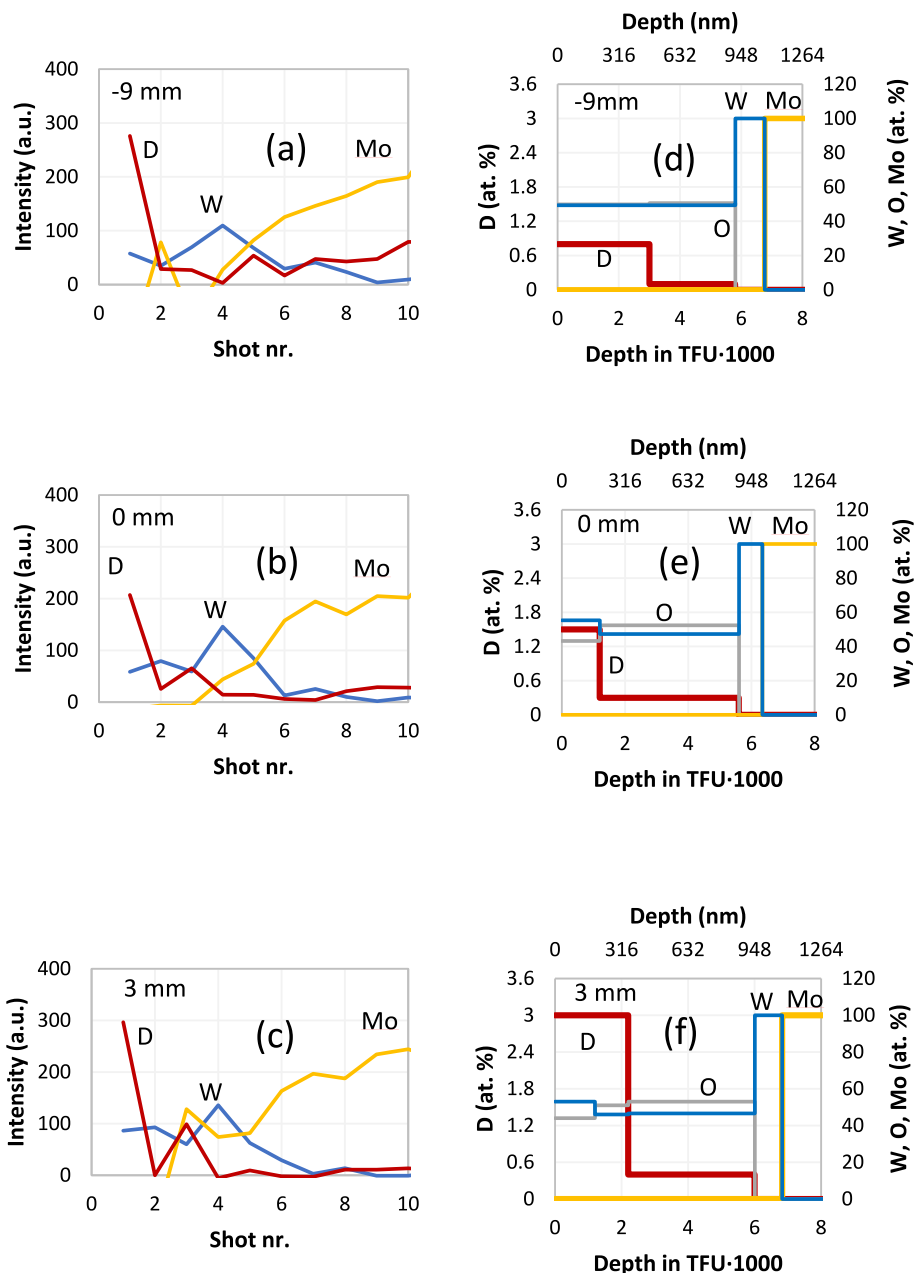 -9 mm
(a)
D
W
Mo
400
300
200
100
0
Intensity (a.u.)
0 2 4 6 8 10
Shot nr.
Depth (nm)
0 316 632 948 1264
-9mm
(d)
W
Mo
O
D
3.6
3
2.4
1.8
1.2
0.6
0
D (at. %)
120
100
80
60
40
20
0
W, O, Mo (at. %)
0 2 4 6 8
Depth in TFU·1000
0 mm
(b)
D
W
Mo
400
300
200
100
0
Intensity (a.u.)
0 2 4 6 8 10
Shot nr.
Depth (nm)
0 316 632 948 1264
0 mm
(e)
W
Mo
O
D
3.6
3
2.4
1.8
1.2
0.6
0
D (at. %)
120
100
80
60
40
20
0
W, O, Mo (at. %)
0 2 4 6 8
Depth in TFU·1000
3 mm
(c)
D
W
Mo
400
300
200
100
0
Intensity (a.u.)
0 2 4 6 8 10
Shot nr.
Depth (nm)
0 316 632 948 1264
3 mm
(f)
W
Mo
D
O
3.6
3
2.4
1.8
1.2
0.6
0
D (at. %)
120
100
80
60
40
20
0
W, O, Mo (at. %)
0 2 4 6 8
Depth in TFU·1000